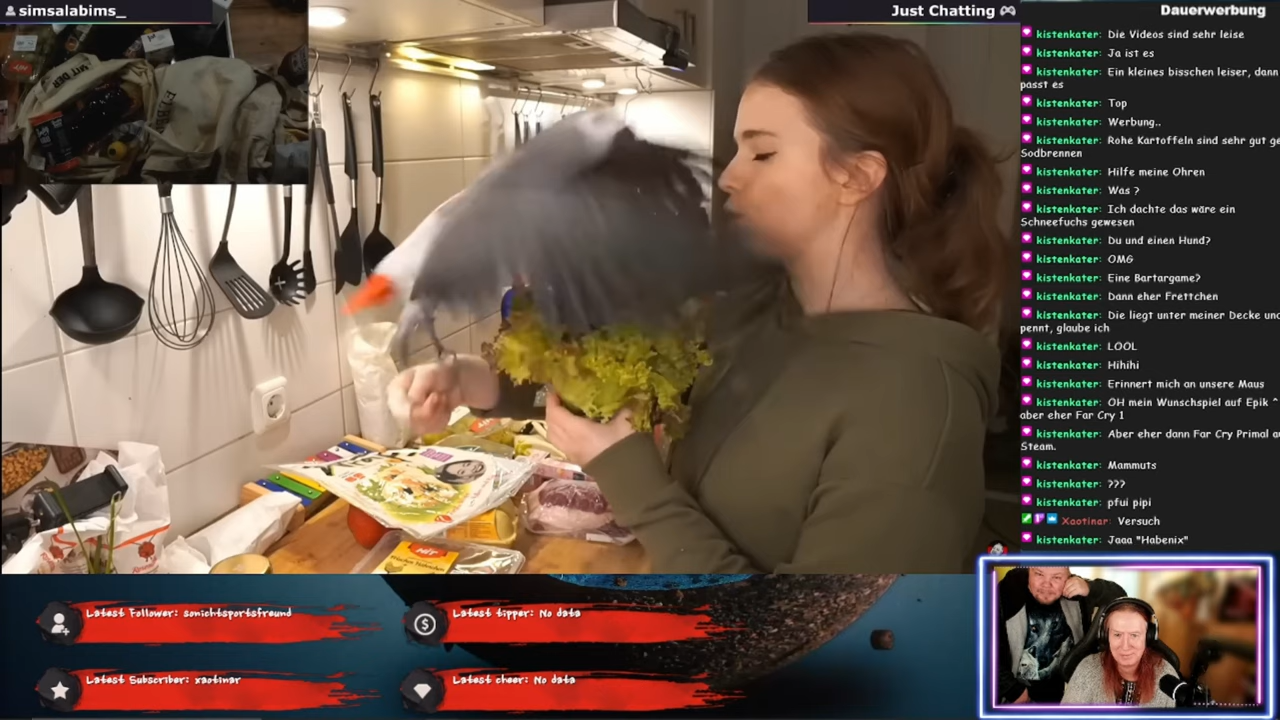 simsalabims_
Just Chatting
Dauerwerbung
MIT DER
kistenkater: Die Videos sind sehr leise
kistenkater: Ja ist es
kistenkater: Ein kleines bisschen leiser, dann
passt es
kistenkater: Top
kistenkater: Werbung..
kistenkater: Rohe Kartoffeln sind sehr gut ge
Sodbrennen
kistenkater: Hilfe meine Ohren
kistenkater: Was ?
kistenkater: Ich dachte das wäre ein
Schneefuchs gewesen
kistenkater: Du und einen Hund?
kistenkater: OMG
kistenkater: Eine Bartargame?
kistenkater: Dann eher Frettchen
kistenkater: Die liegt unter meiner Decke und
pennt, glaube ich
kistenkater: LOOL
kistenkater: Hihihi
kistenkater: Erinnert mich an unsere Maus
kistenkater: OH mein Wunschspiel auf Epik ^
aber eher Far Cry 1
kistenkater: Aber eher dann Far Cry Primal au
Steam.
kistenkater: Mammuts
kistenkater: ???
kistenkater: pfui pipi
Xaotinar: Versuch
kistenkater: Jaaa "Habenix"
HIT
Latest Follower: sonichtsportsfreund
Latest tipper: No data
Latest Subscriber: xaotinar
Latest cheer: No data